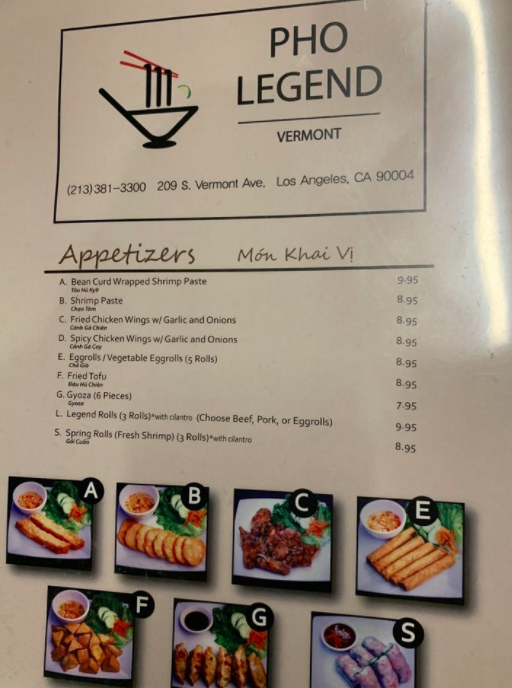 PHO
LEGEND
VERMONT
(213)381-3300 209 S. Vermont Ave. Los Angeles, CA 90004
Appetizers Món Khai Vị
A. Bean Curd Wrapped Shrimp Paste 9.95
Tàu Hủ Ky
B. Shrimp Paste 8.95
Chạo Tôm
C. Fried Chicken Wings w/ Garlic and Onions 8.95
Cánh Gà Chiên
D. Spicy Chicken Wings w/ Garlic and Onions 8.95
Cánh Gà Cay
E. Eggrolls / Vegetable Eggrolls (5 Rolls) 8.95
Chả Giò
F. Fried Tofu 8.95
Đậu Hủ Chiên
G. Gyoza (6 Pieces) 7.95
Gyoza
L. Legend Rolls (3 Rolls)*with cilantro (Choose Beef, Pork, or Eggrolls) 9.95
S. Spring Rolls (Fresh Shrimp) (3 Rolls)*with cilantro 8.95
Gỏi Cuốn
A
B
C
E
F
G
S